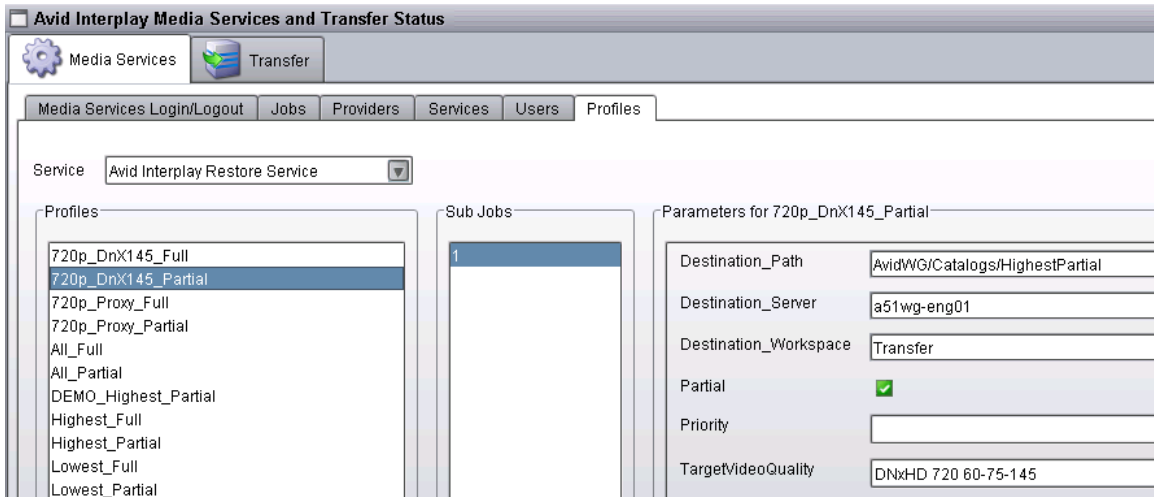 Avid Interplay Media Services and Transfer Status
Media Services Transfer
Media Services Login/Logout Jobs Providers Services Users Profiles
Service Avid Interplay Restore Service
Profiles
720p_DnX145_Full
720p_DnX145_Partial
720p_Proxy_Full
720p_Proxy_Partial
All_Full
All_Partial
DEMO_Highest_Partial
Highest_Full
Highest_Partial
Lowest_Full
Lowest_Partial
Sub Jobs
1
Parameters for 720p_DnX145_Partial
Destination_Path AvidWG/Catalogs/HighestPartial
Destination_Server a51wg-eng01
Destination_Workspace Transfer
Partial
Priority
TargetVideoQuality DNxHD 720 60-75-145